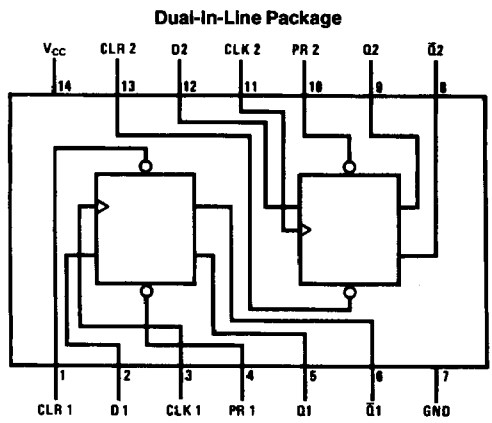 Dual-In-Line Package
VCC CLR 2 D2 CLK 2 PR 2 Q2 Q̅2
14 13 12 11 10 9 8
1 2 3 4 5 6 7
CLR 1 D1 CLK 1 PR 1 Q1 Q̅1 GND